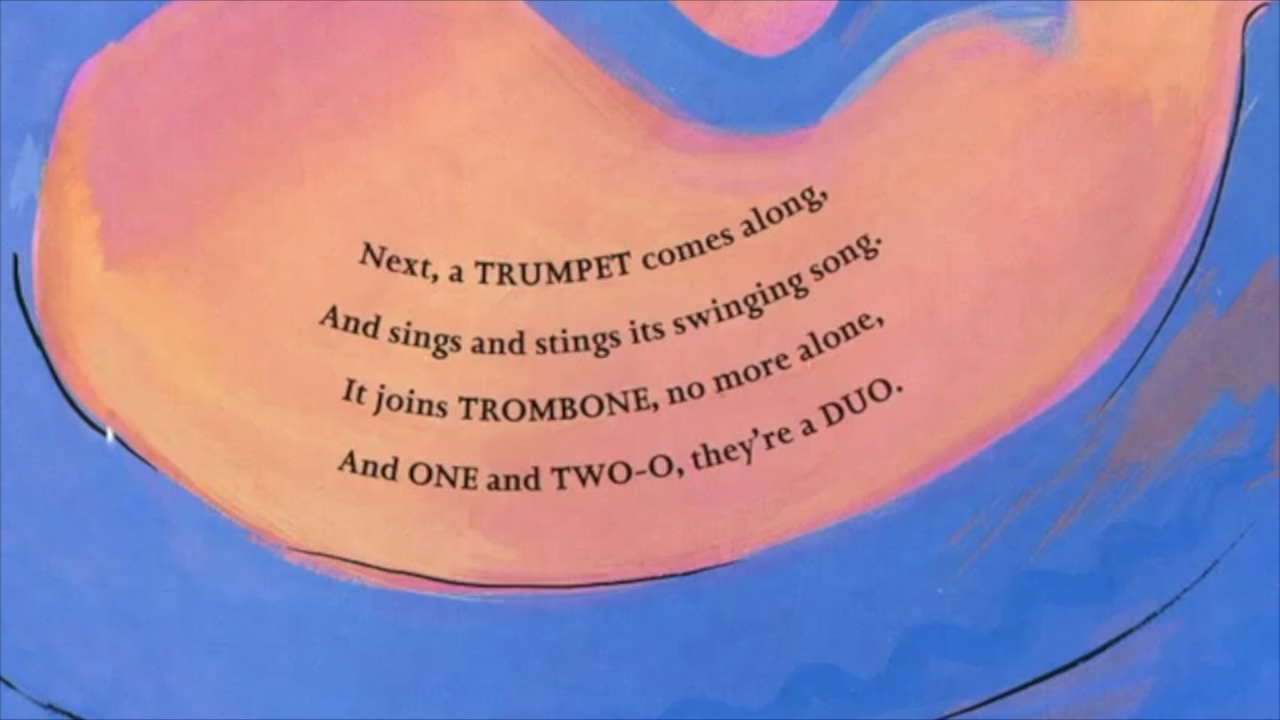 Next, a TRUMPET comes along,
And sings and stings its swinging song.
It joins TROMBONE, no more alone,
And ONE and TWO-O, they're a DUO.